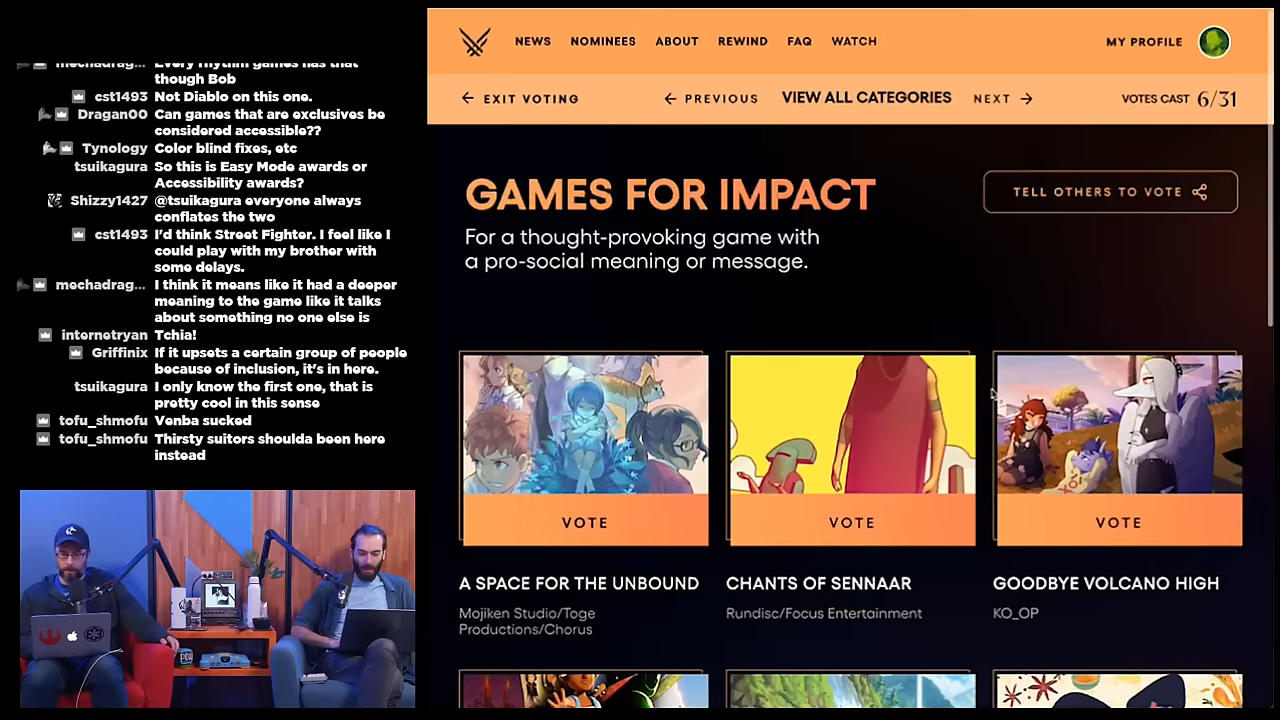 mechadrag... Every rhythm games has that
though Bob
cst1493 Not Diablo on this one.
Dragan00 Can games that are exclusives be
considered accessible??
Tynology Color blind fixes, etc
tsuikagura So this is Easy Mode awards or
Accessibility awards?
Shizzy1427 @tsuikagura everyone always
conflates the two
cst1493 I'd think Street Fighter. I feel like I
could play with my brother with
some delays.
mechadrag... I think it means like it had a deeper
meaning to the game like it talks
about something no one else is
internetryan Tchia!
Griffinix If it upsets a certain group of people
because of inclusion, it's in here.
tsuikagura I only know the first one, that is
pretty cool in this sense
tofu_shmofu Venba sucked
tofu_shmofu Thirsty suitors shoulda been here
instead
NEWS NOMINEES ABOUT REWIND FAQ WATCH MY PROFILE
← EXIT VOTING ← PREVIOUS VIEW ALL CATEGORIES NEXT → VOTES CAST 6/31
GAMES FOR IMPACT
TELL OTHERS TO VOTE
For a thought-provoking game with
a pro-social meaning or message.
VOTE VOTE VOTE
A SPACE FOR THE UNBOUND CHANTS OF SENNAAR GOODBYE VOLCANO HIGH
Mojiken Studio/Toge Rundisc/Focus Entertainment KO_OP
Productions/Chorus